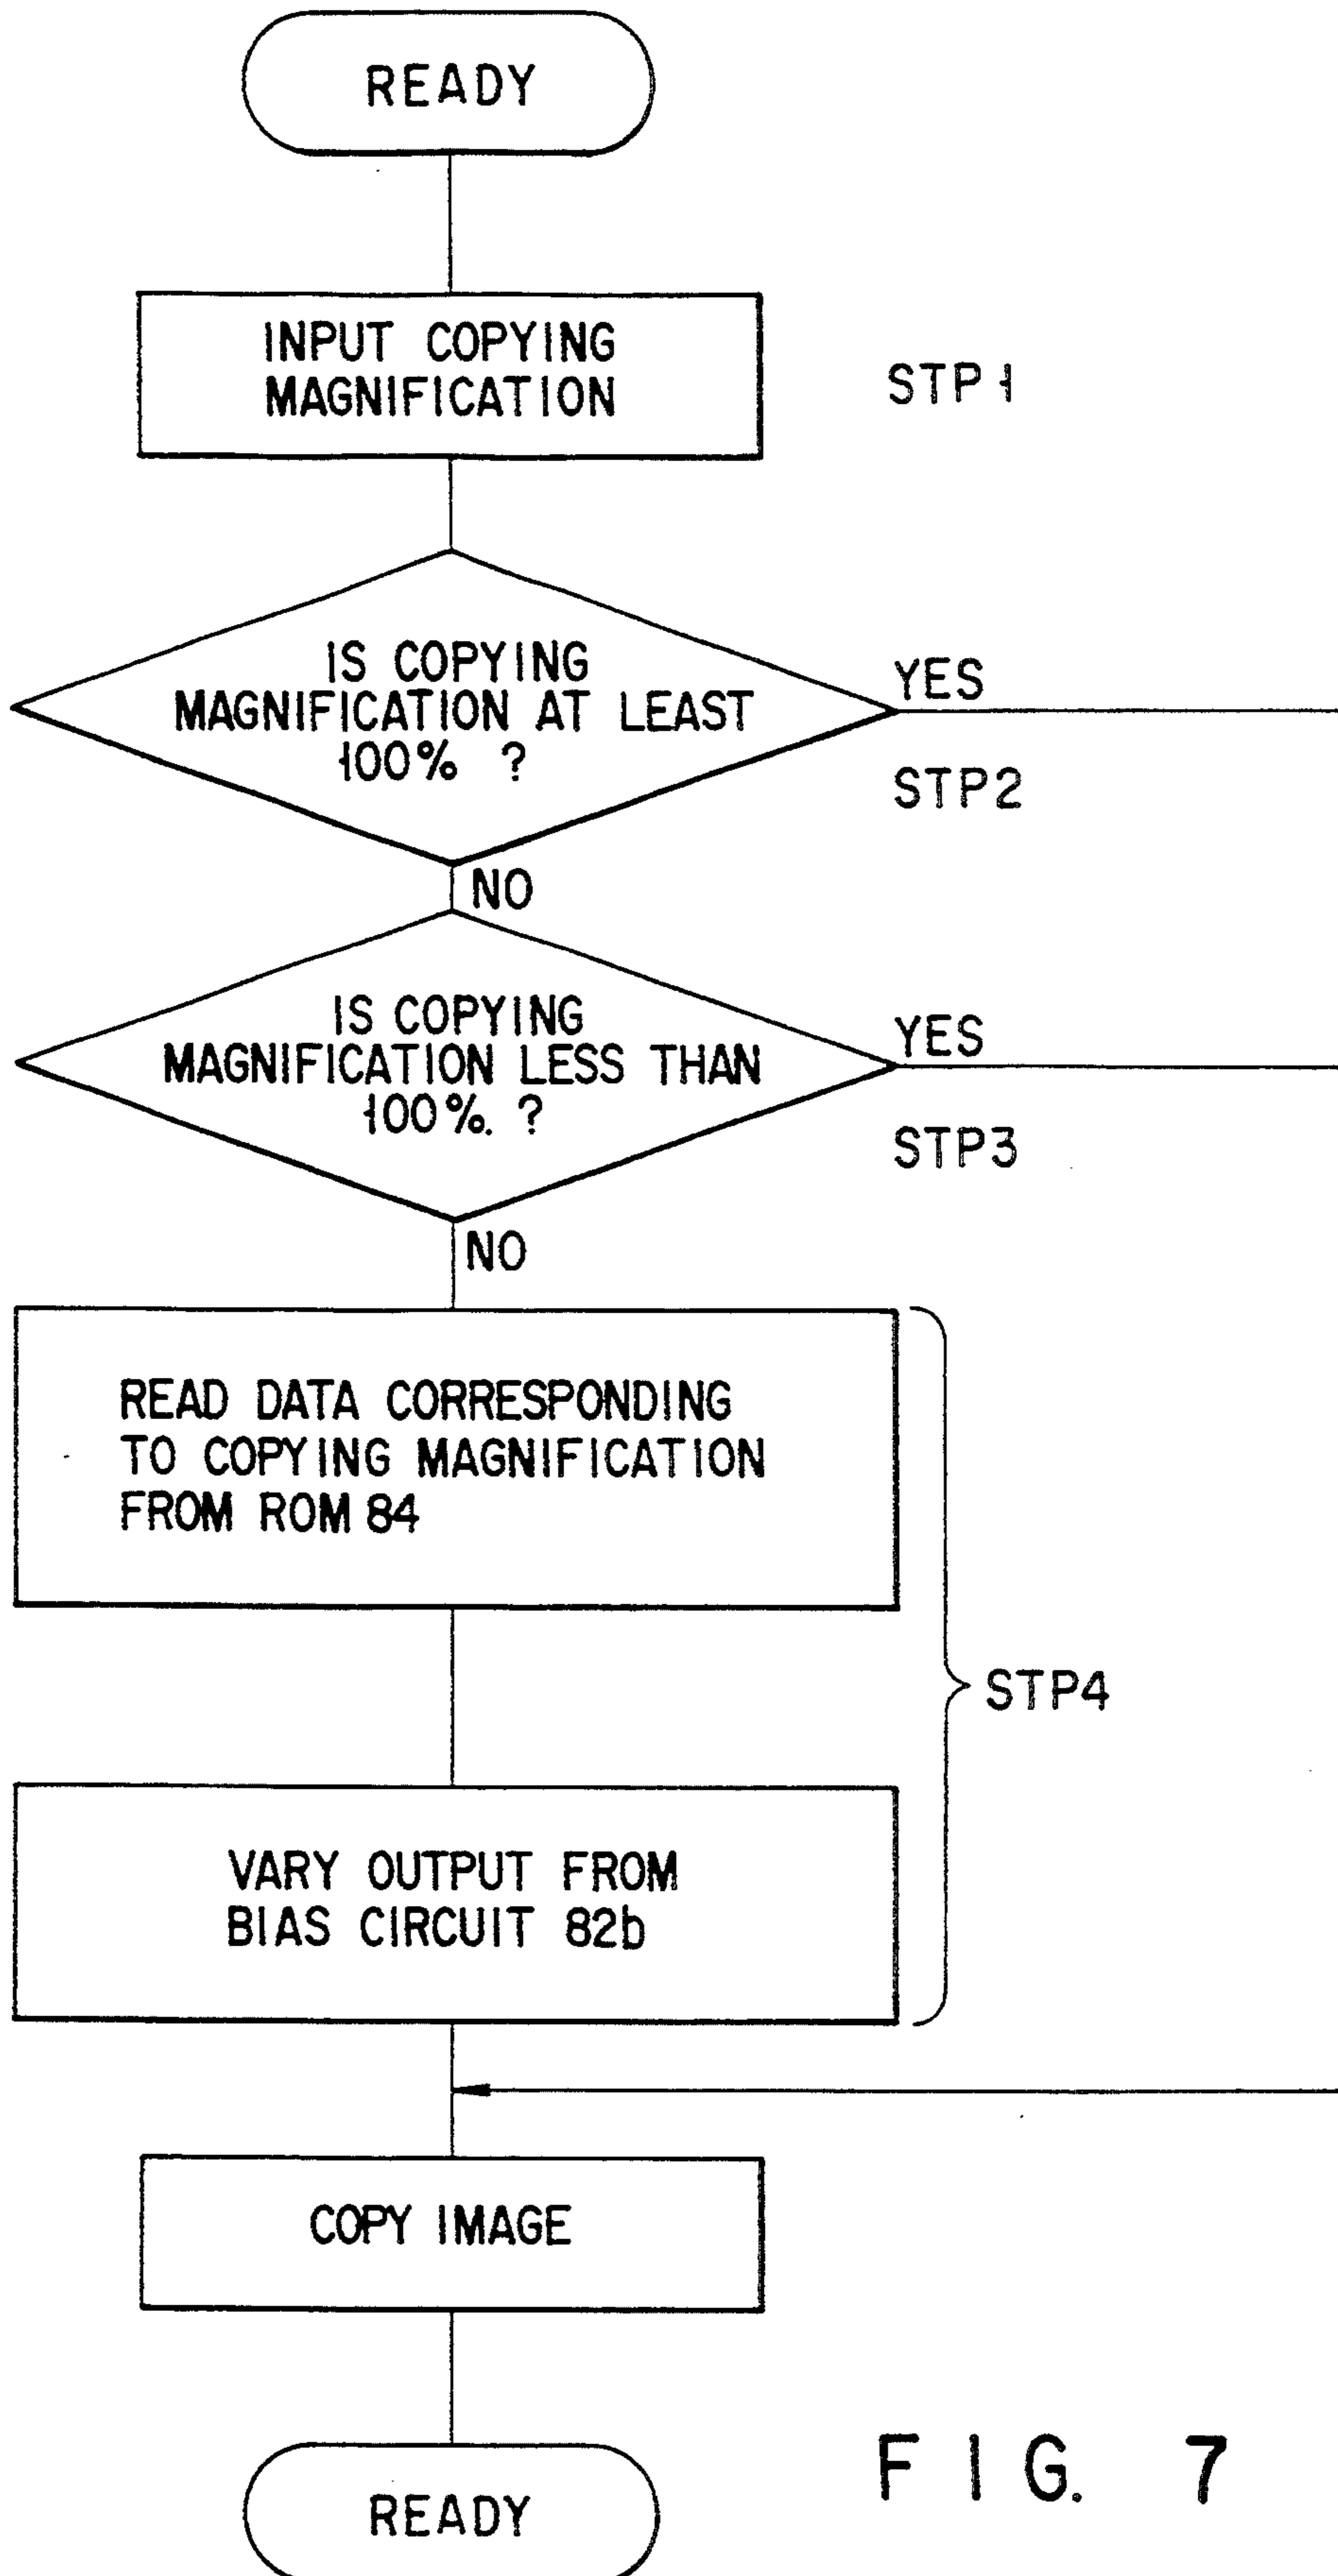 READY
INPUT COPYING
MAGNIFICATION
STP1
IS COPYING
MAGNIFICATION AT LEAST
100% ?
YES
STP2
NO
IS COPYING
MAGNIFICATION LESS THAN
100%. ?
YES
STP3
NO
READ DATA CORRESPONDING
TO COPYING MAGNIFICATION
FROM ROM 84
STP4
VARY OUTPUT FROM
BIAS CIRCUIT 82b
COPY IMAGE
READY
FIG. 7